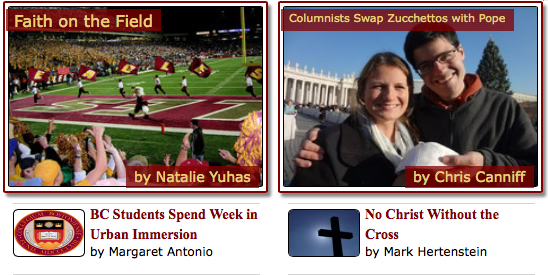 Faith on the Field
by Natalie Yuhas
Columnists Swap Zucchettos with Pope
by Chris Canniff
BC Students Spend Week in
Urban Immersion
by Margaret Antonio
No Christ Without the
Cross
by Mark Hertenstein